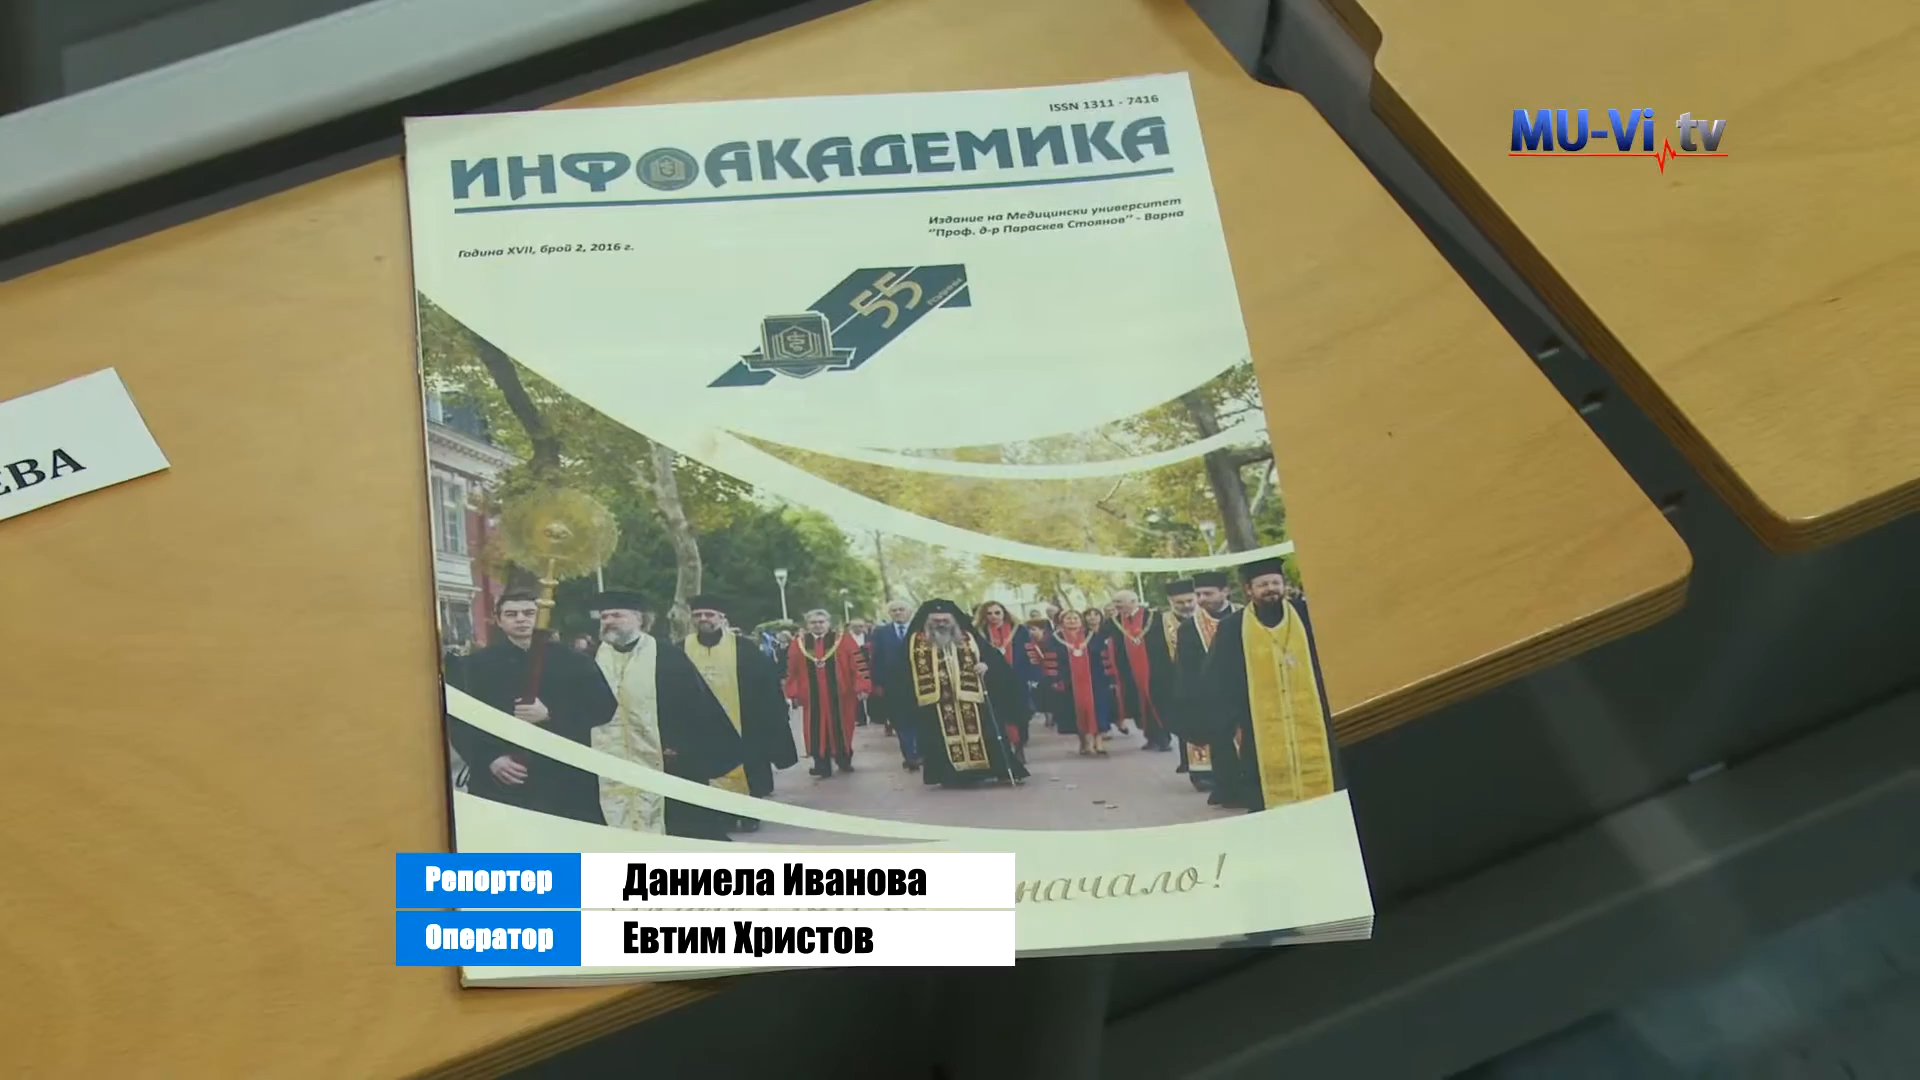 ISSN 1311 - 7416
MU-Vi.tv
ИНФОАКАДЕМИКА
Издание на Медицински университет
"Проф. д-р Параскев Стоянов" - Варна
Година XVII, брой 2, 2016 г.
55
ГОДИНИ
ЕВА
начало!
Репортер Даниела Иванова
Оператор Евтим Христов